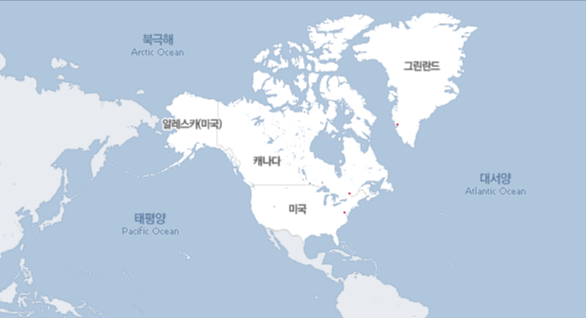 북극해
Arctic Ocean
그린란드
알레스카(미국)
캐나다
대서양
Atlantic Ocean
미국
태평양
Pacific Ocean